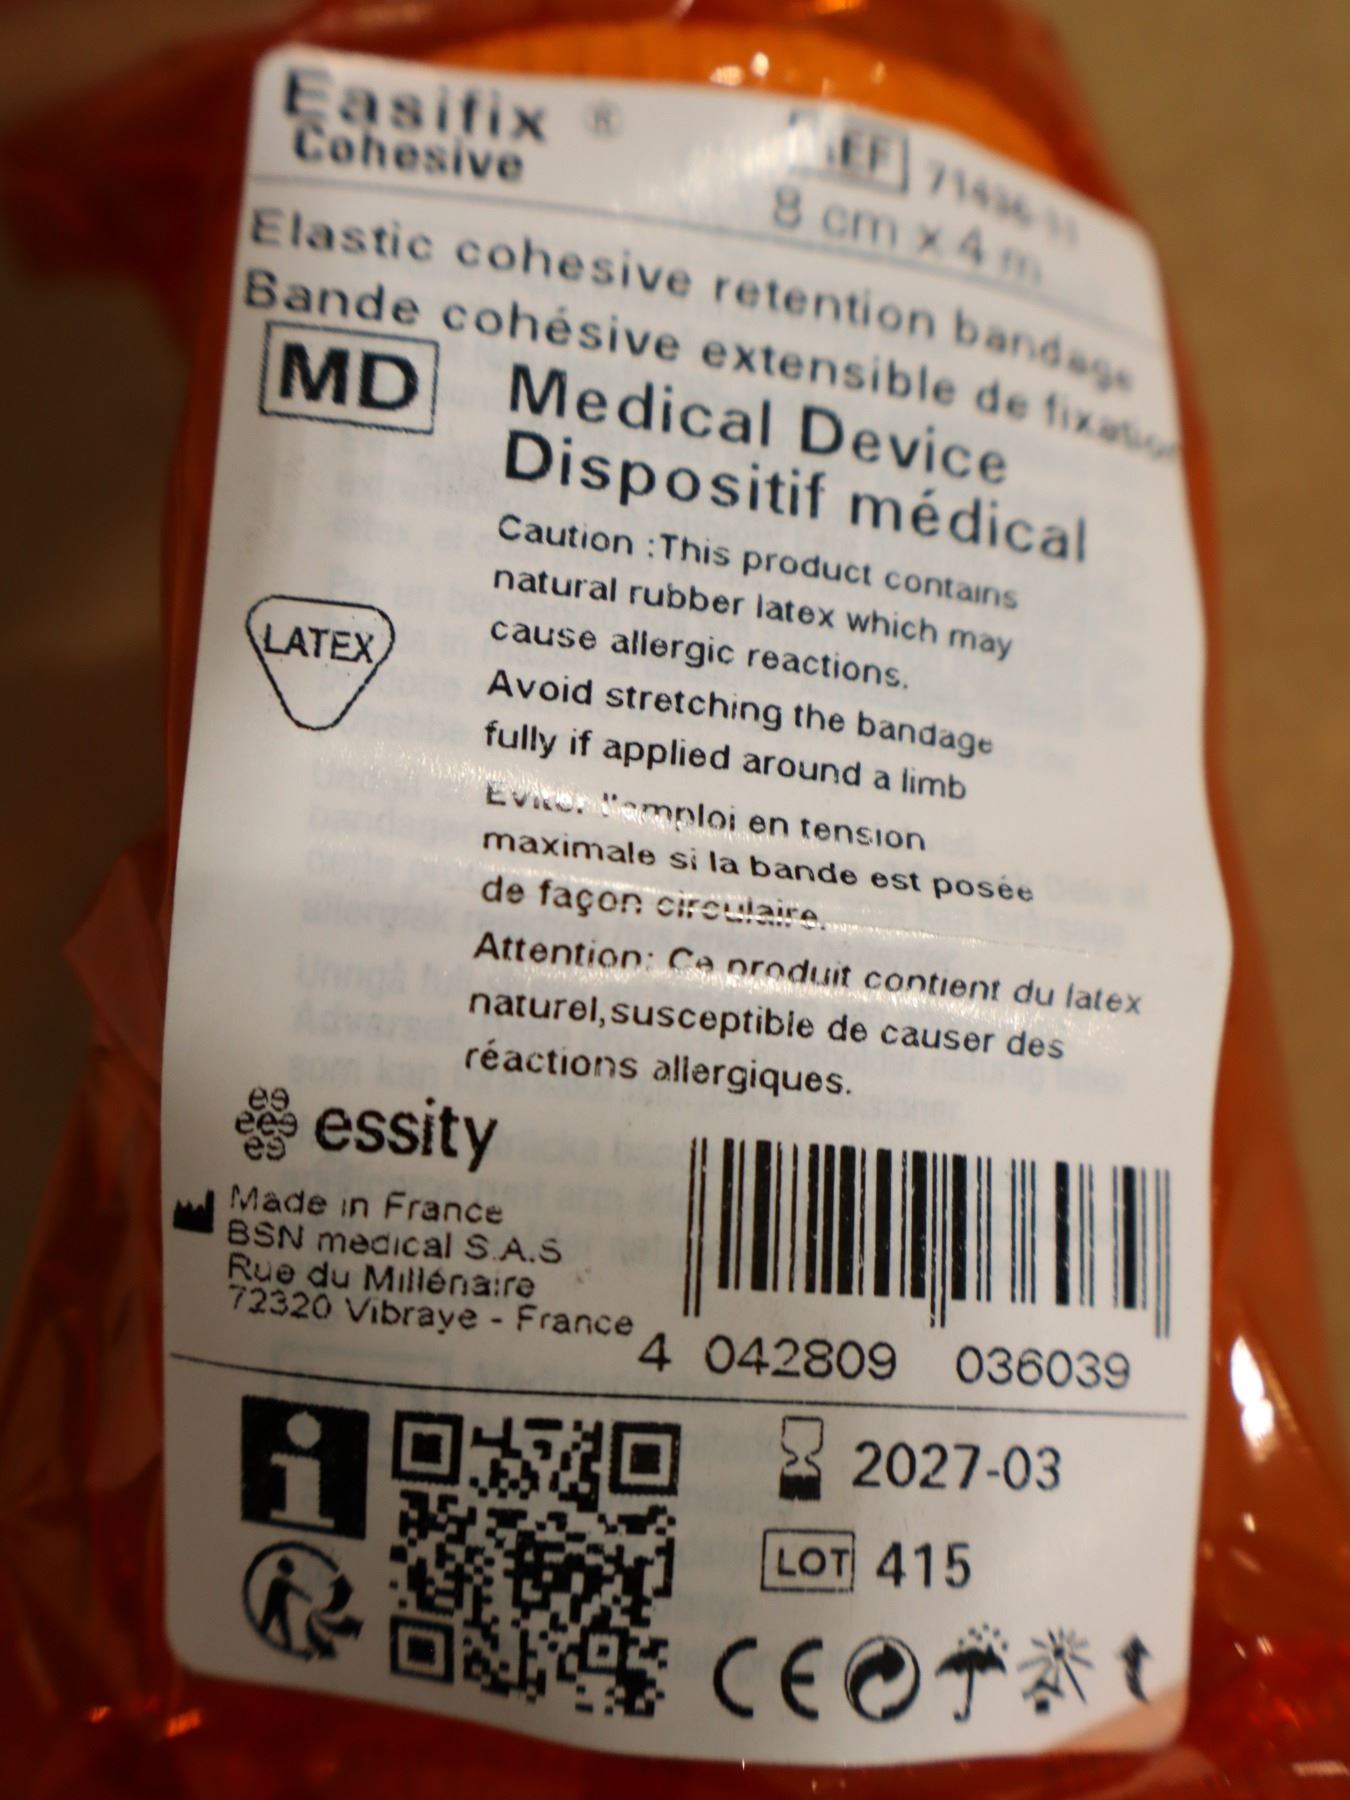 Easifix ®
Cohesive
REF
8 cm x 4 m
Elastic cohesive retention bandage
Bande cohésive extensible de fixation
MD Medical Device
Dispositif médical
Caution :This product contains
natural rubber latex which may
cause allergic reactions.
LATEX
Avoid stretching the bandage
fully if applied around a limb
Eviter l'emploi en tension
maximale si la bande est posée
de façon circulaire.
Attention: Ce produit contient du latex
naturel,susceptible de causer des
réactions allergiques.
essity
Made in France
BSN medical S.A.S
Rue du Millénaire
72320 Vibraye - France
4 042809 036039
2027-03
LOT 415
CE